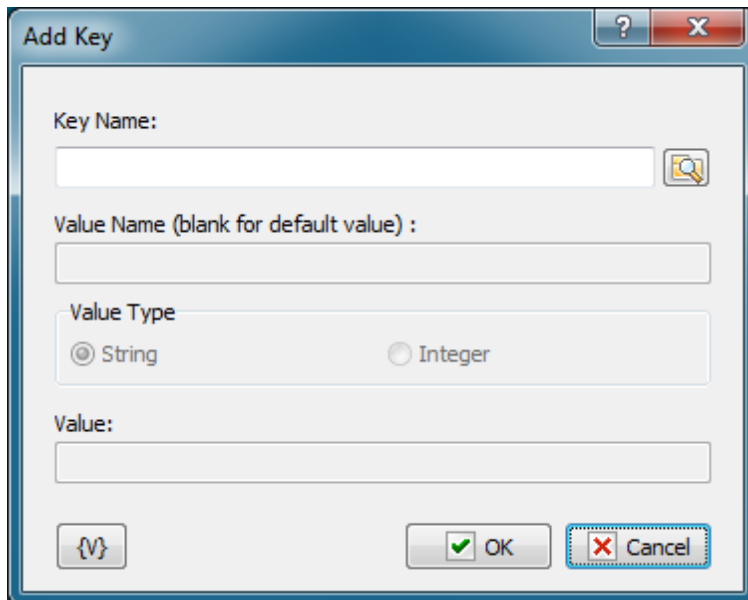 Add Key
?
Key Name:
Value Name (blank for default value) :
Value Type
String Integer
Value:
{V} OK Cancel